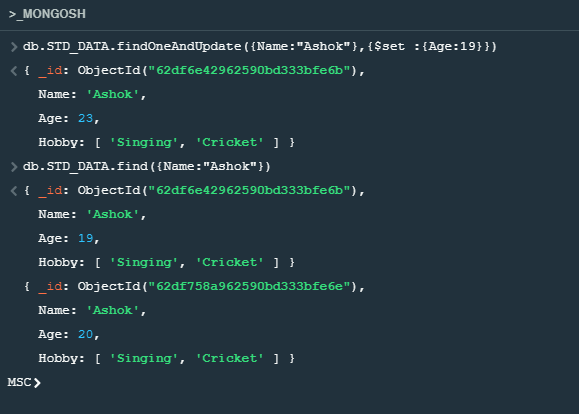 >_MONGOSH
> db.STD_DATA.findOneAndUpdate({Name:"Ashok"},{$set :{Age:19}})
< { _id: ObjectId("62df6e42962590bd333bfe6b"),
Name: 'Ashok',
Age: 23,
Hobby: [ 'Singing', 'Cricket' ] }
> db.STD_DATA.find({Name:"Ashok"})
< { _id: ObjectId("62df6e42962590bd333bfe6b"),
Name: 'Ashok',
Age: 19,
Hobby: [ 'Singing', 'Cricket' ] }
{ _id: ObjectId("62df758a962590bd333bfe6e"),
Name: 'Ashok',
Age: 20,
Hobby: [ 'Singing', 'Cricket' ] }
MSC>